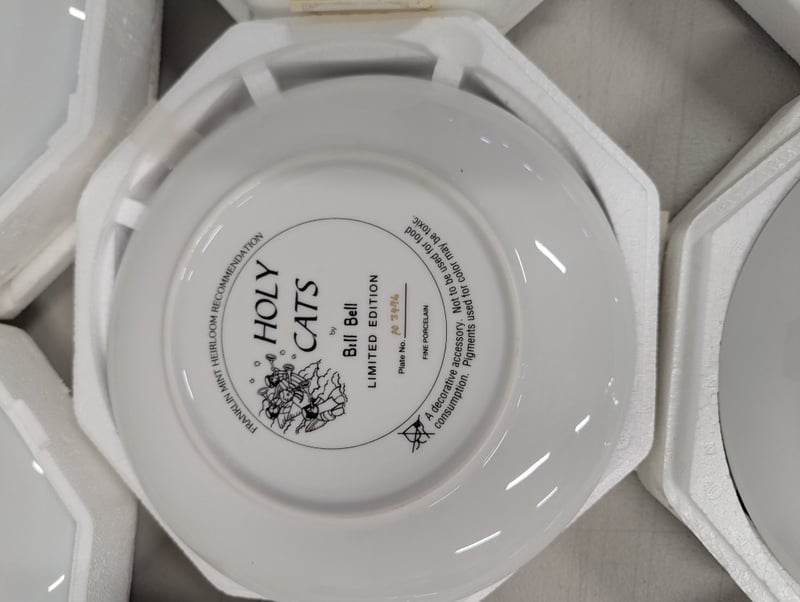 FRANKLIN MINT HEIRLOOM RECOMMENDATION
HOLY
CATS
by
Bill Bell
LIMITED EDITION
Plate No.
FINE PORCELAIN
A decorative accessory. Not to be used for food
consumption. Pigments used for color may be toxic.